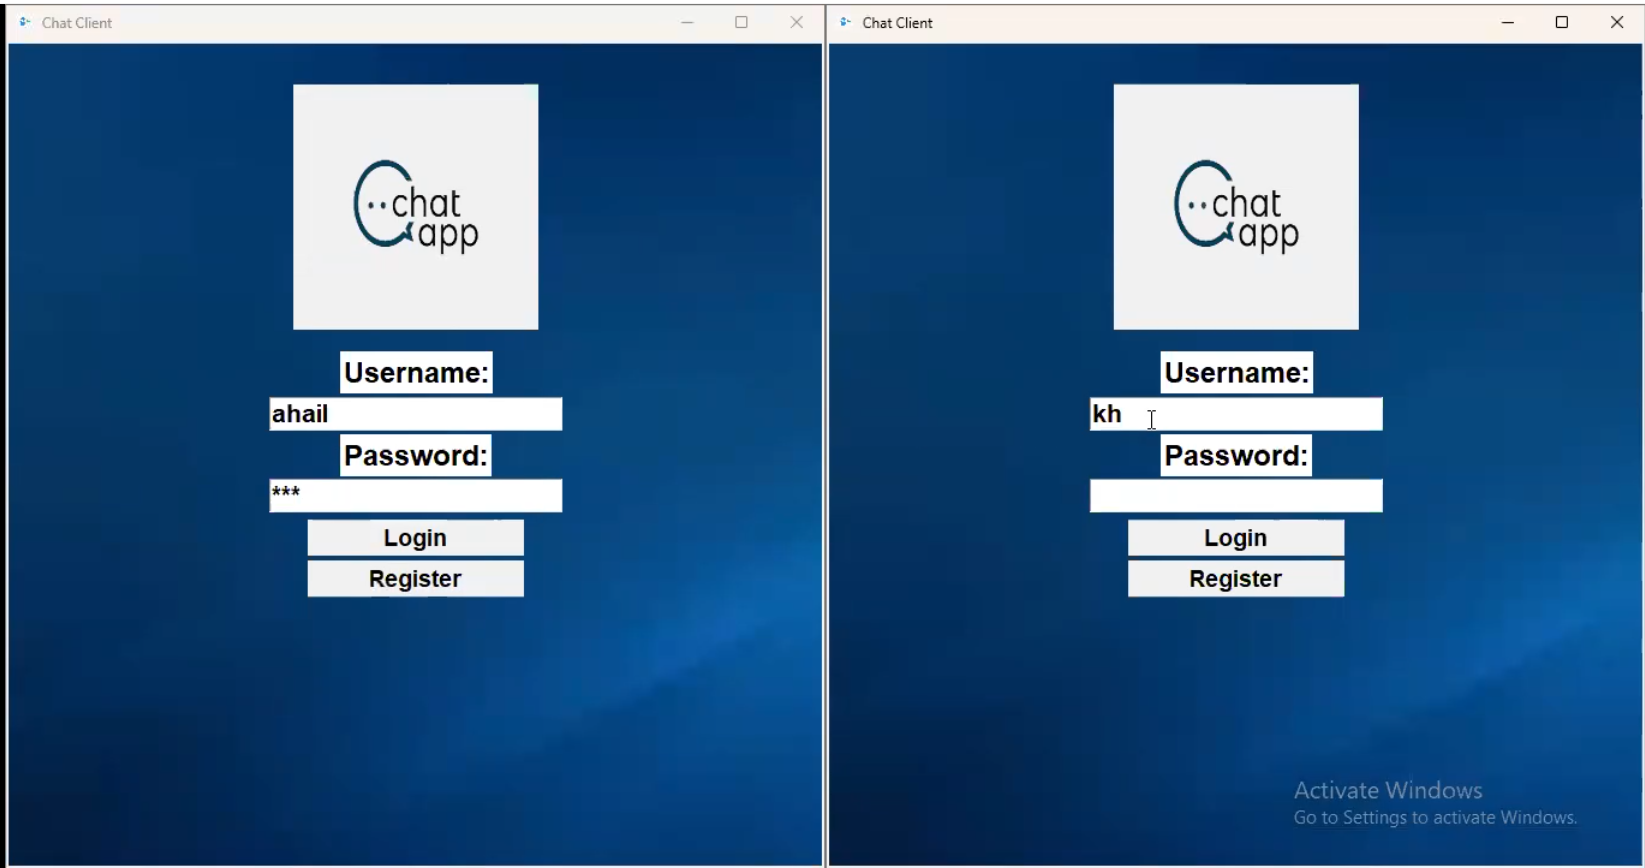 Chat Client
chat
app
Username:
ahail
Password:
***
Login
Register
Chat Client
chat
app
Username:
kh
Password:
Login
Register
Activate Windows
Go to Settings to activate Windows.